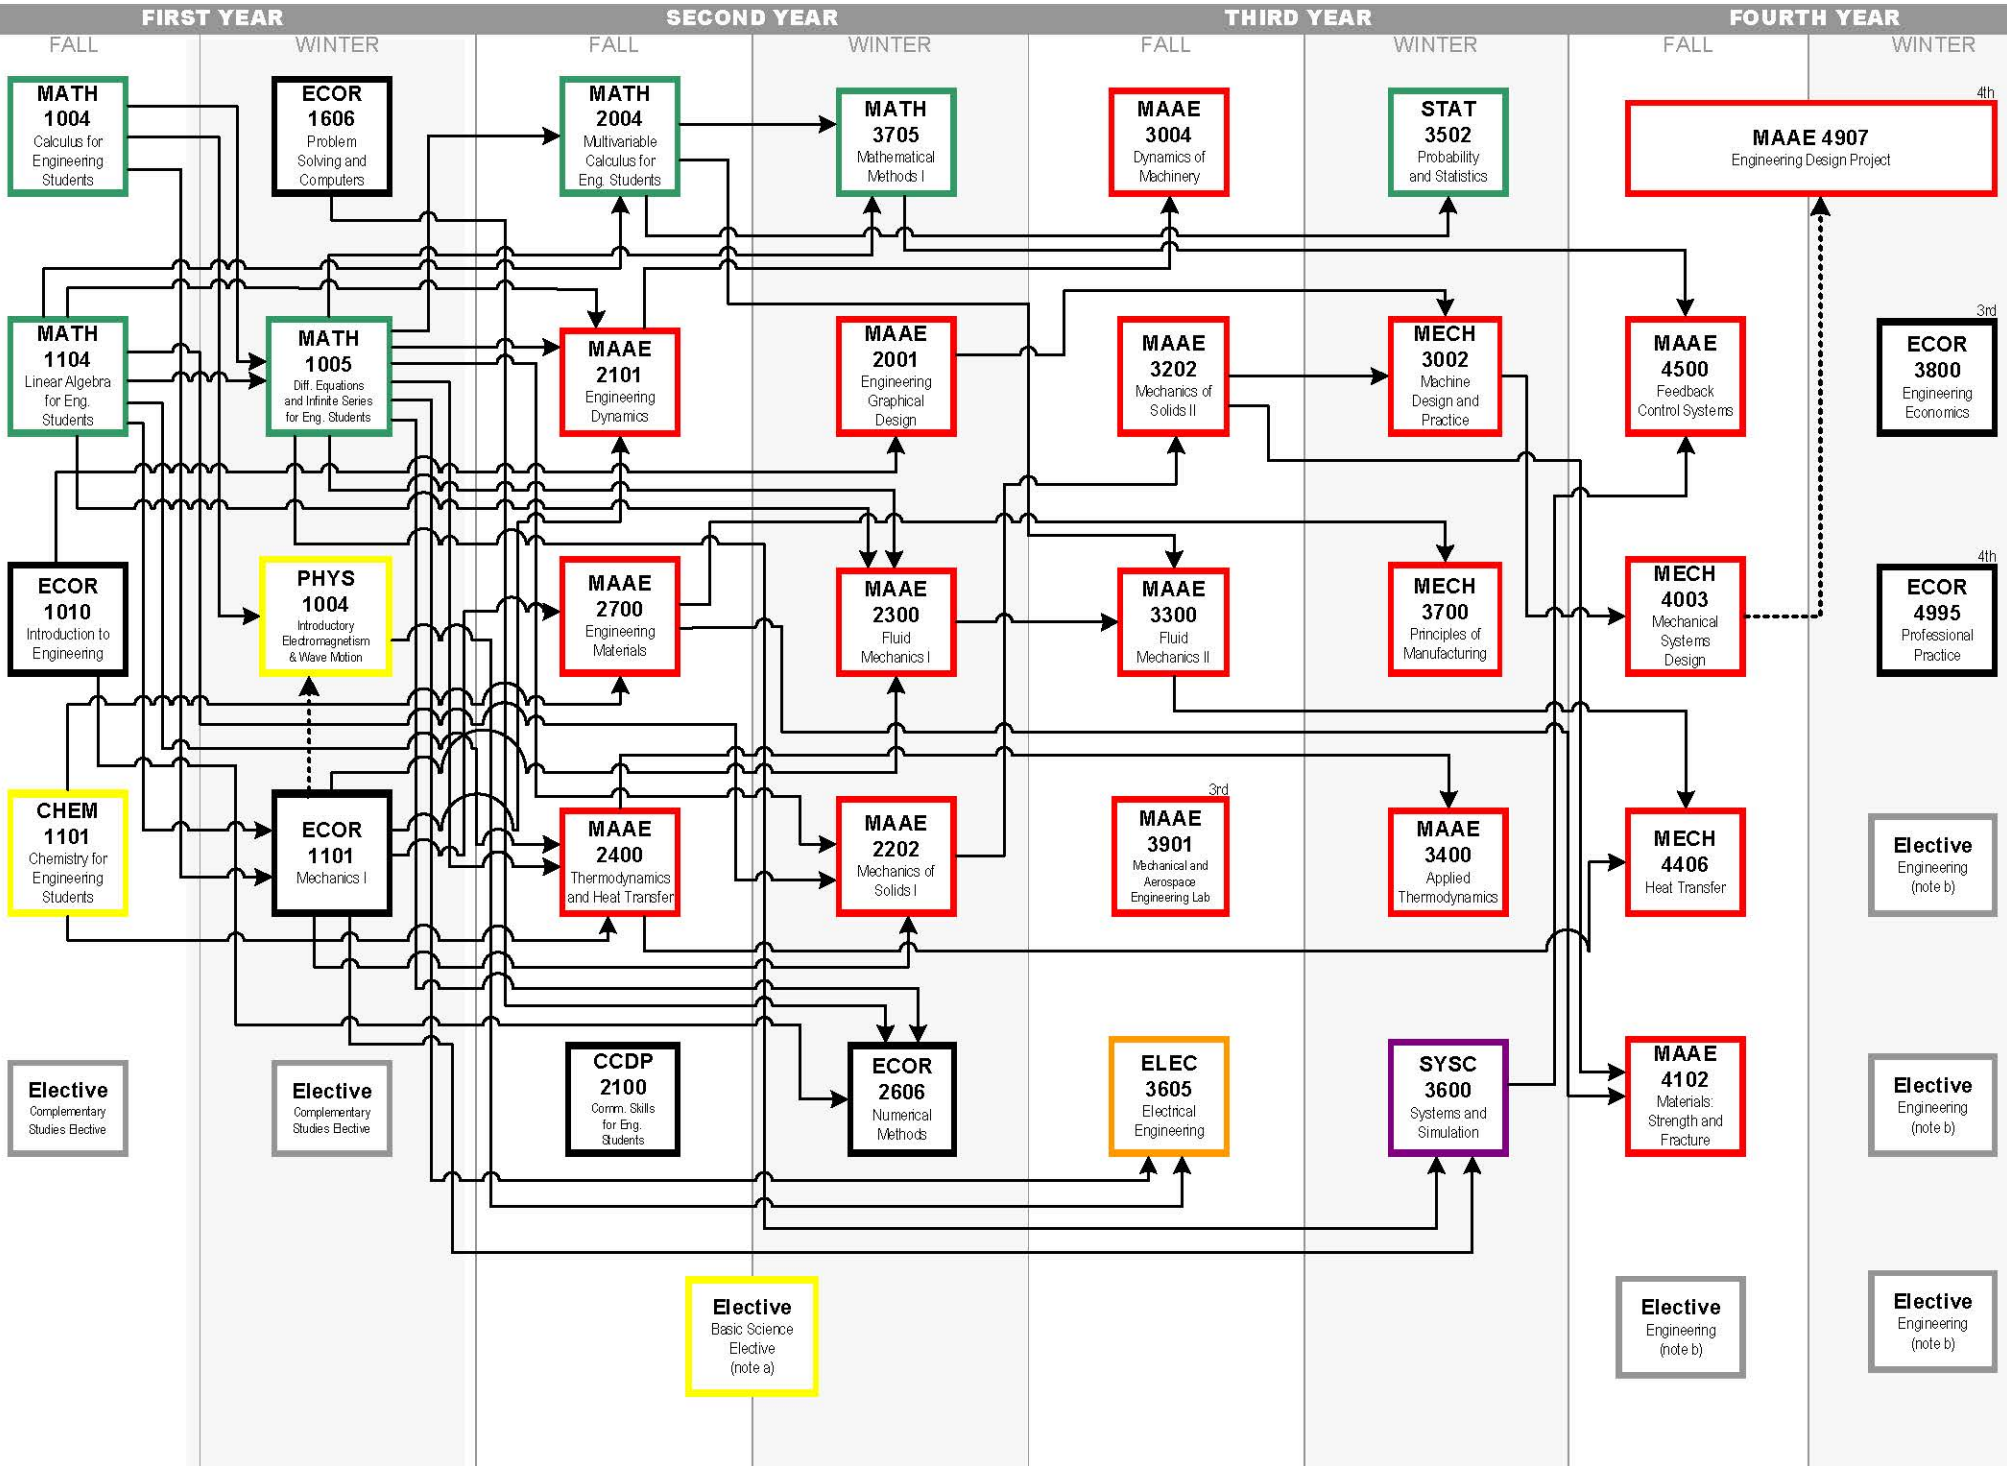 FIRST YEAR
SECOND YEAR
THIRD YEAR
FOURTH YEAR
FALL
WINTER
FALL
WINTER
FALL
WINTER
FALL
WINTER
MATH
1004
Calculus for
Engineering
Students
ECOR
1606
Problem
Solving and
Computers
MATH
2004
Multivariable
Calculus for
Eng. Students
MATH
3705
Mathematical
Methods I
MAAE
3004
Dynamics of
Machinery
STAT
3502
Probability
and Statistics
4th
MAAE 4907
Engineering Design Project
MATH
1104
Linear Algebra
for Eng.
Students
MATH
1005
Diff. Equations
and Infinite Series
for Eng. Students
MAAE
2101
Engineering
Dynamics
MAAE
2001
Engineering
Graphical
Design
MAAE
3202
Mechanics of
Solids II
MECH
3002
Machine
Design and
Practice
MAAE
4500
Feedback
Control Systems
3rd
ECOR
3800
Engineering
Economics
ECOR
1010
Introduction to
Engineering
PHYS
1004
Introductory
Electromagnetism
& Wave Motion
MAAE
2700
Engineering
Materials
MAAE
2300
Fluid
Mechanics I
MAAE
3300
Fluid
Mechanics II
MECH
3700
Principles of
Manufacturing
MECH
4003
Mechanical
Systems
Design
4th
ECOR
4995
Professional
Practice
CHEM
1101
Chemistry for
Engineering
Students
ECOR
1101
Mechanics I
MAAE
2400
Thermodynamics
and Heat Transfer
MAAE
2202
Mechanics of
Solids I
3rd
MAAE
3901
Mechanical and
Aerospace
Engineering Lab
MAAE
3400
Applied
Thermodynamics
MECH
4406
Heat Transfer
Elective
Engineering
(note b)
Elective
Complementary
Studies Elective
Elective
Complementary
Studies Elective
CCDP
2100
Comm. Skills
for Eng.
Students
ECOR
2606
Numerical
Methods
ELEC
3605
Electrical
Engineering
SYSC
3600
Systems and
Simulation
MAAE
4102
Materials:
Strength and
Fracture
Elective
Engineering
(note b)
Elective
Basic Science
Elective
(note a)
Elective
Engineering
(note b)
Elective
Engineering
(note b)